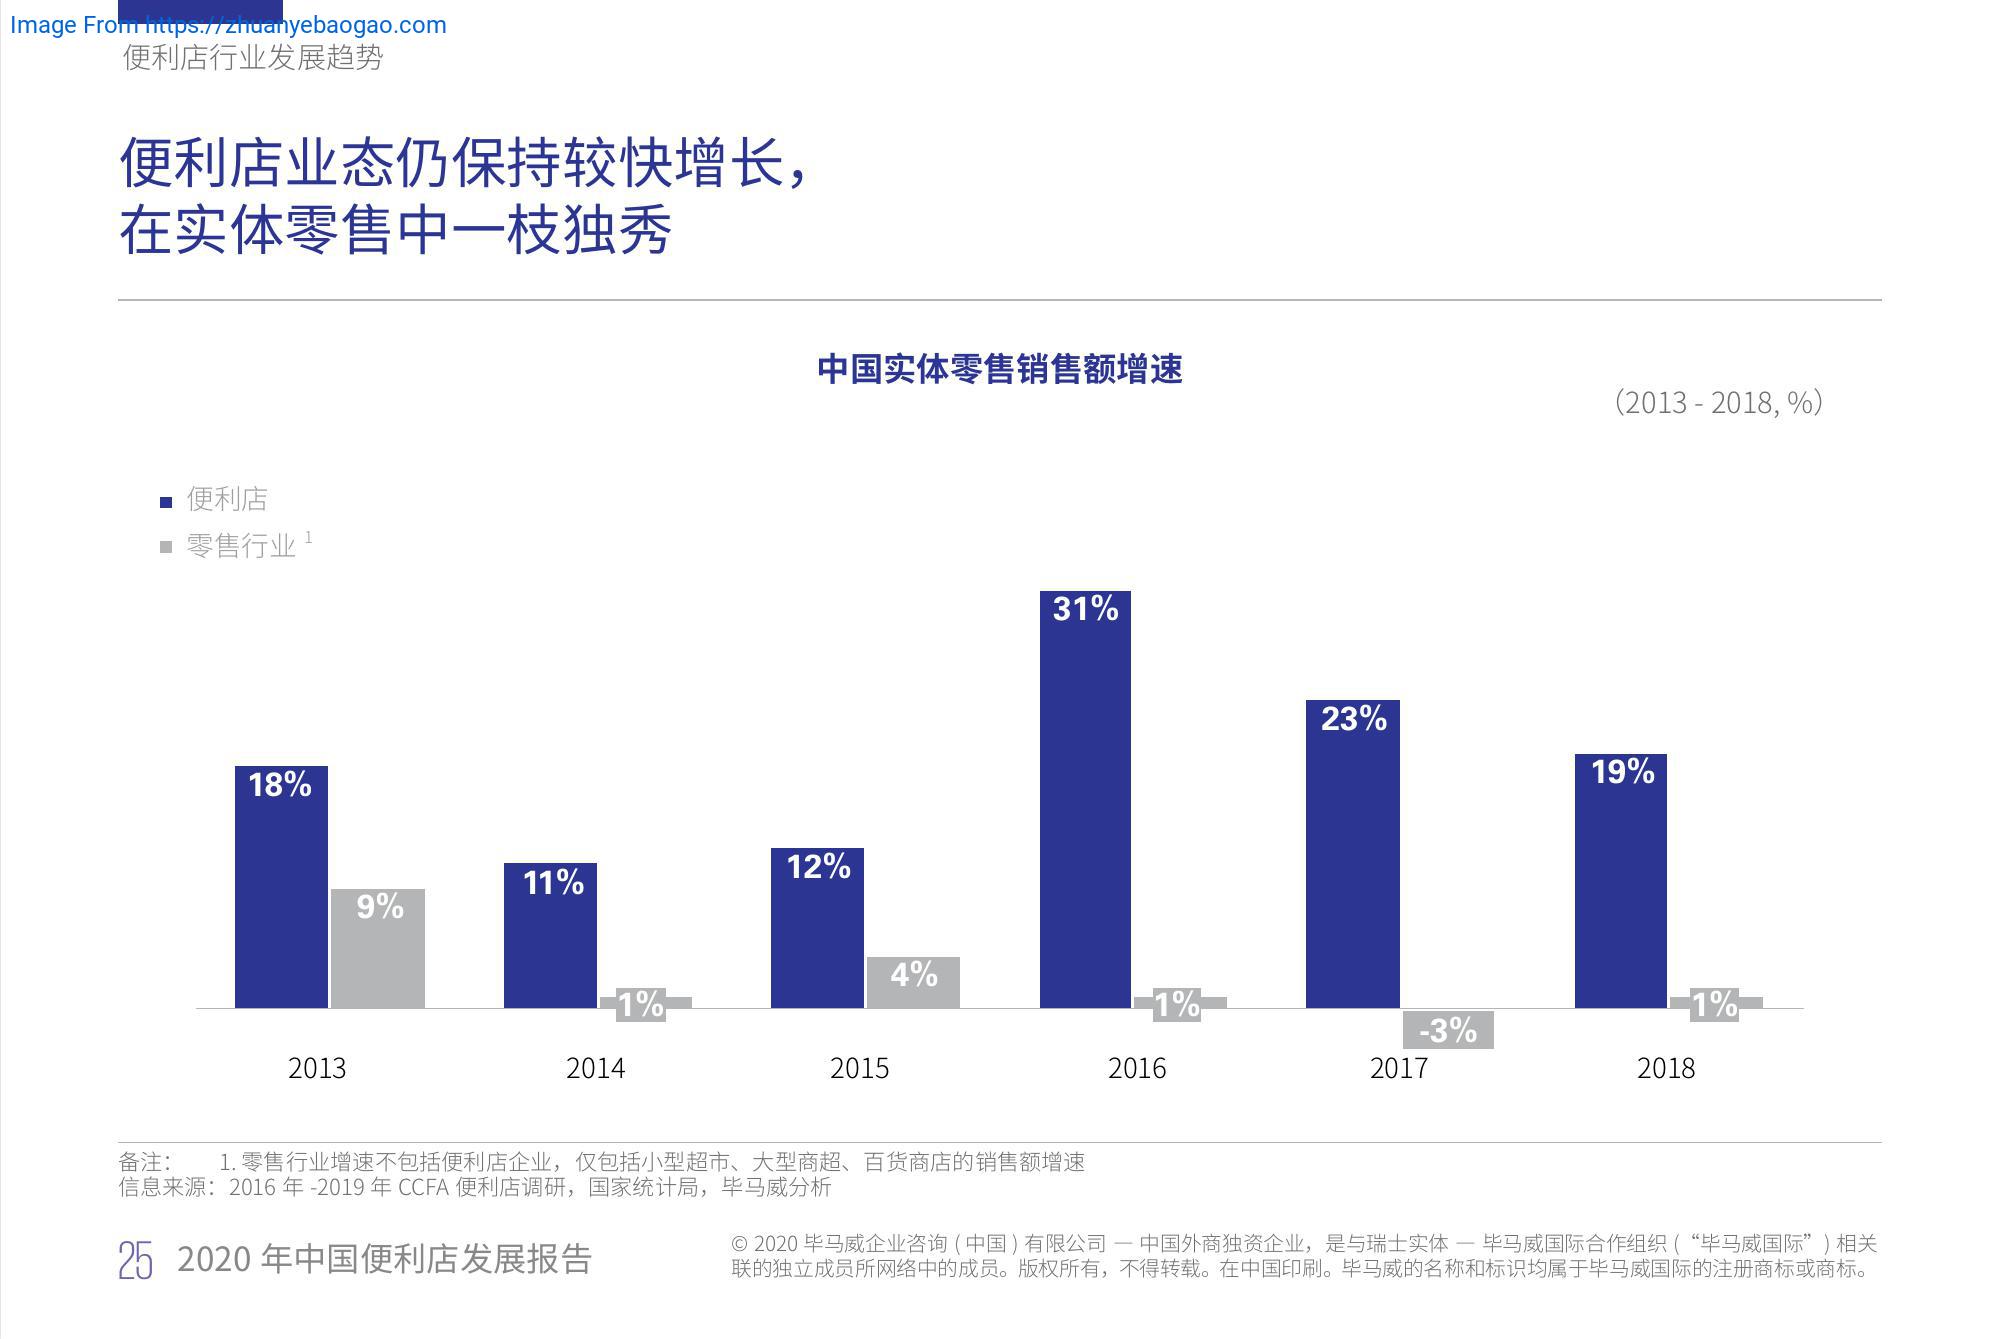 Image From https://zhuanyebaogao.com
便利店行业发展趋势
便利店业态仍保持较快增长，
在实体零售中一枝独秀
中国实体零售销售额增速
（2013 - 2018, %）
便利店
零售行业 1
31%
23%
19%
18%
12%
11%
9%
4%
1%
1%
1%
-3%
2013
2014
2015
2016
2017
2018
备注： 1. 零售行业增速不包括便利店企业，仅包括小型超市、大型商超、百货商店的销售额增速
信息来源：2016 年 -2019 年 CCFA 便利店调研，国家统计局，毕马威分析
25 2020 年中国便利店发展报告
© 2020 毕马威企业咨询 ( 中国 ) 有限公司 — 中国外商独资企业，是与瑞士实体 — 毕马威国际合作组织 (“毕马威国际”) 相关
联的独立成员所网络中的成员。版权所有，不得转载。在中国印刷。毕马威的名称和标识均属于毕马威国际的注册商标或商标。